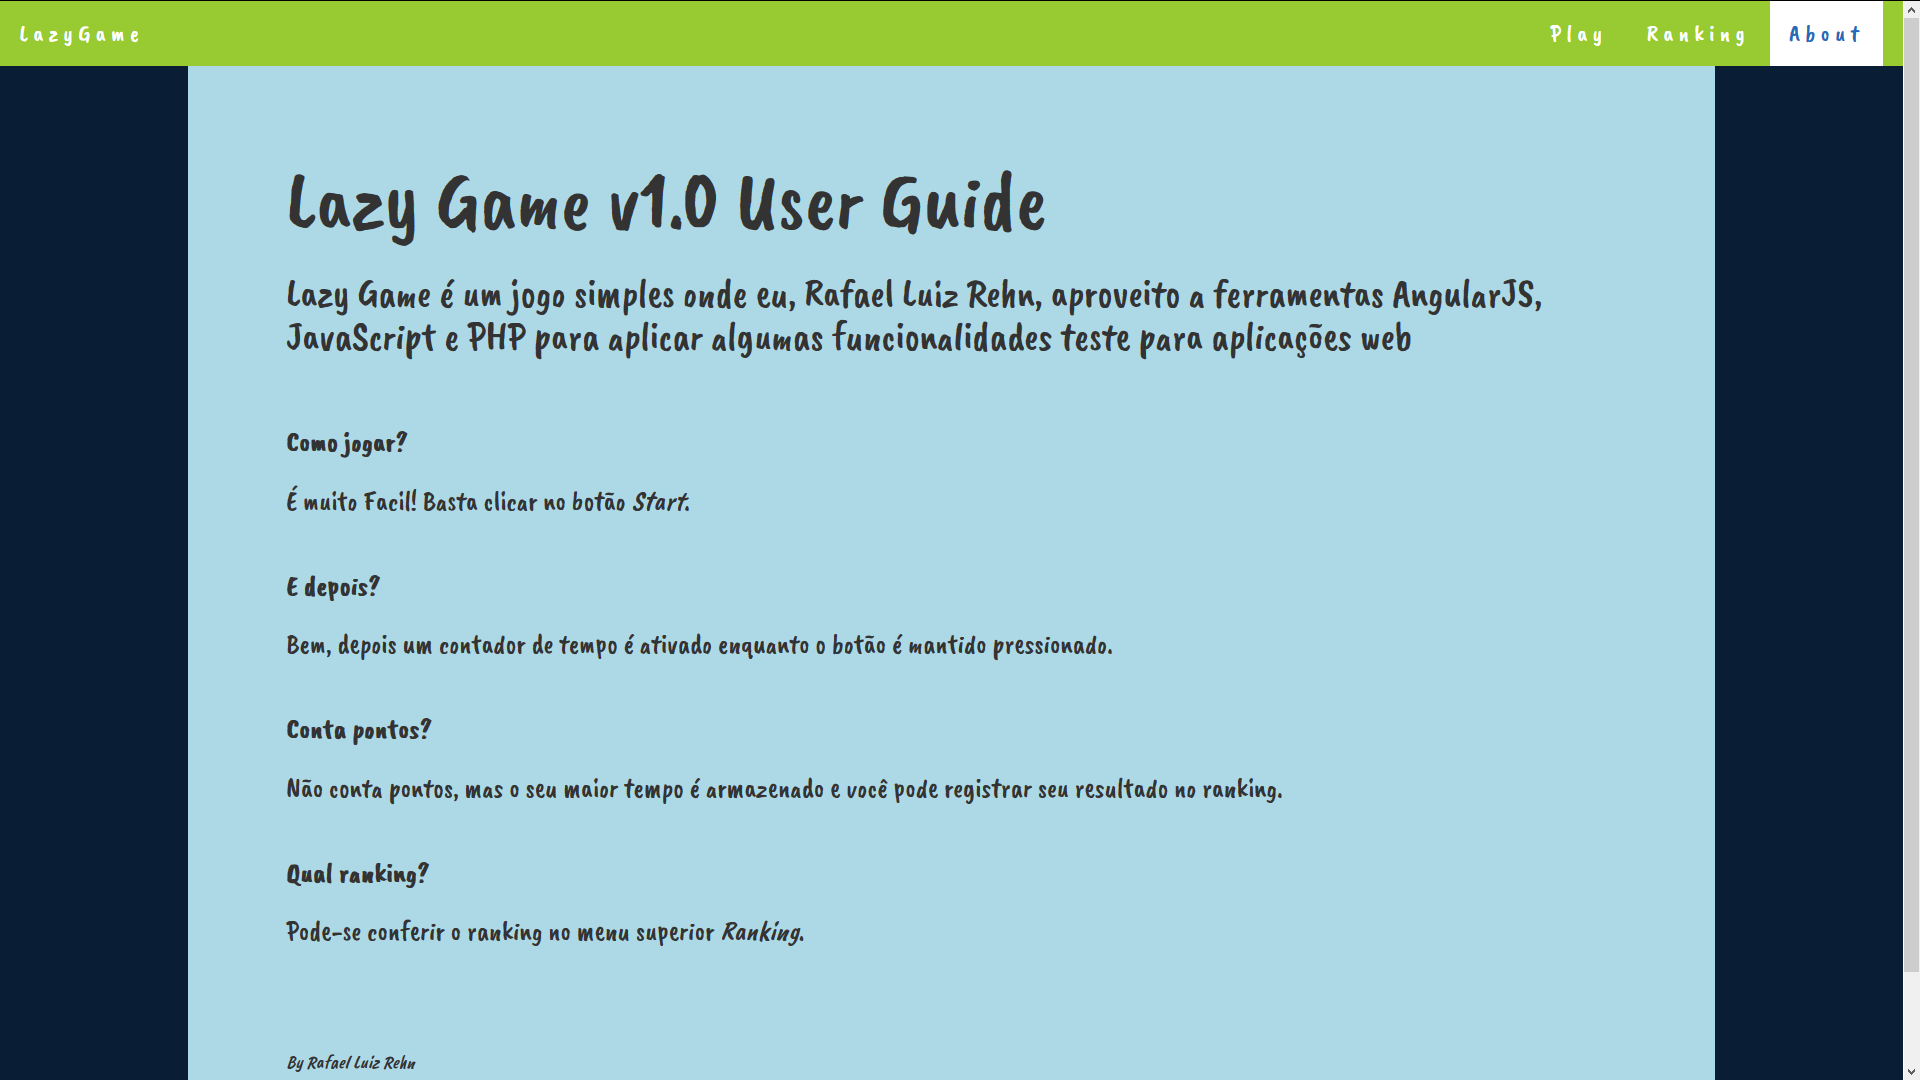 LazyGame
Play Ranking About
Lazy Game v1.0 User Guide
Lazy Game é um jogo simples onde eu, Rafael Luiz Rehn, aproveito a ferramentas AngularJS,
JavaScript e PHP para aplicar algumas funcionalidades teste para aplicações web
Como jogar?
É muito Facil! Basta clicar no botão Start.
E depois?
Bem, depois um contador de tempo é ativado enquanto o botão é mantido pressionado.
Conta pontos?
Não conta pontos, mas o seu maior tempo é armazenado e você pode registrar seu resultado no ranking.
Qual ranking?
Pode-se conferir o ranking no menu superior Ranking.
By Rafael Luiz Rehn